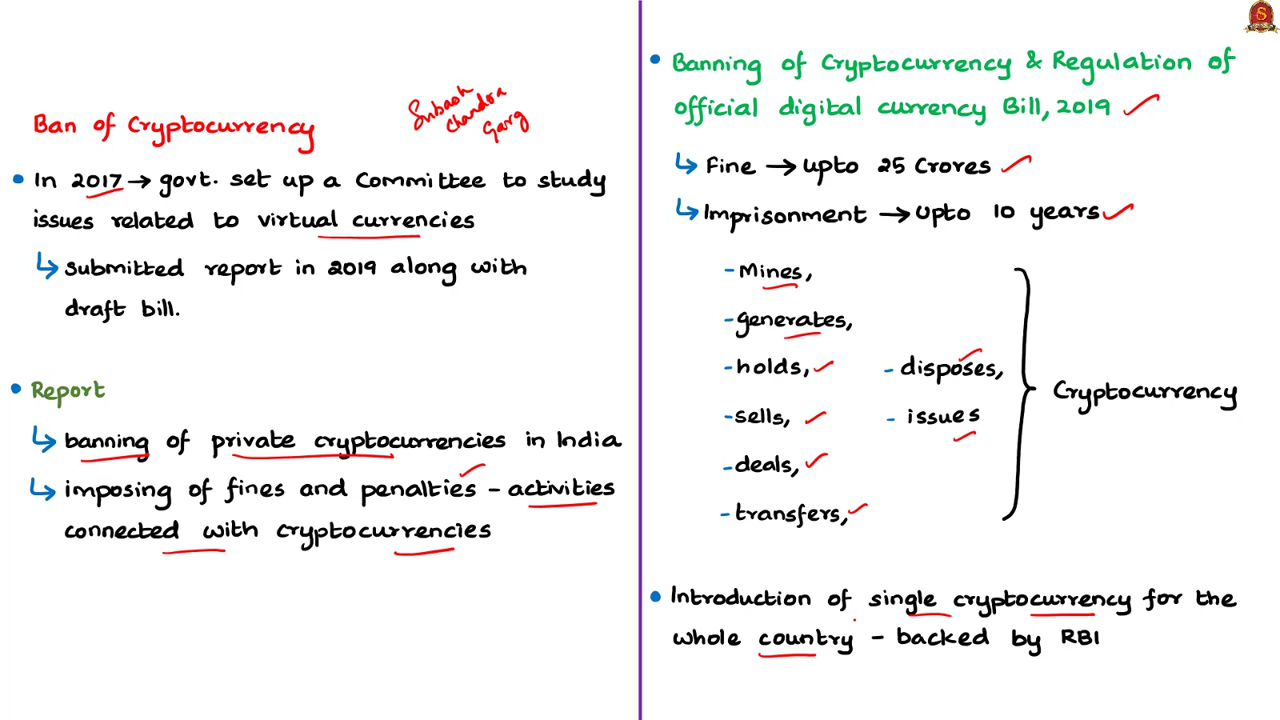 Ban of Cryptocurrency
Subash
Chandra
Garg
• In 2017 → govt. set up a Committee to study
issues related to virtual currencies
↳ submitted report in 2019 along with
draft bill.
• Report
↳ banning of private cryptocurrencies in India
↳ imposing of fines and penalties - activities
connected with cryptocurrencies
• Banning of Cryptocurrency & Regulation of
official digital currency Bill, 2019 ✓
↳ Fine → upto 25 Crores ✓
↳ Imprisonment → upto 10 years ✓
- Mines,
- generates,
- holds, ✓
- sells, ✓
- deals, ✓
- transfers, ✓
- disposes,
- issues
Cryptocurrency
• Introduction of single cryptocurrency for the
whole country - backed by RBI
S